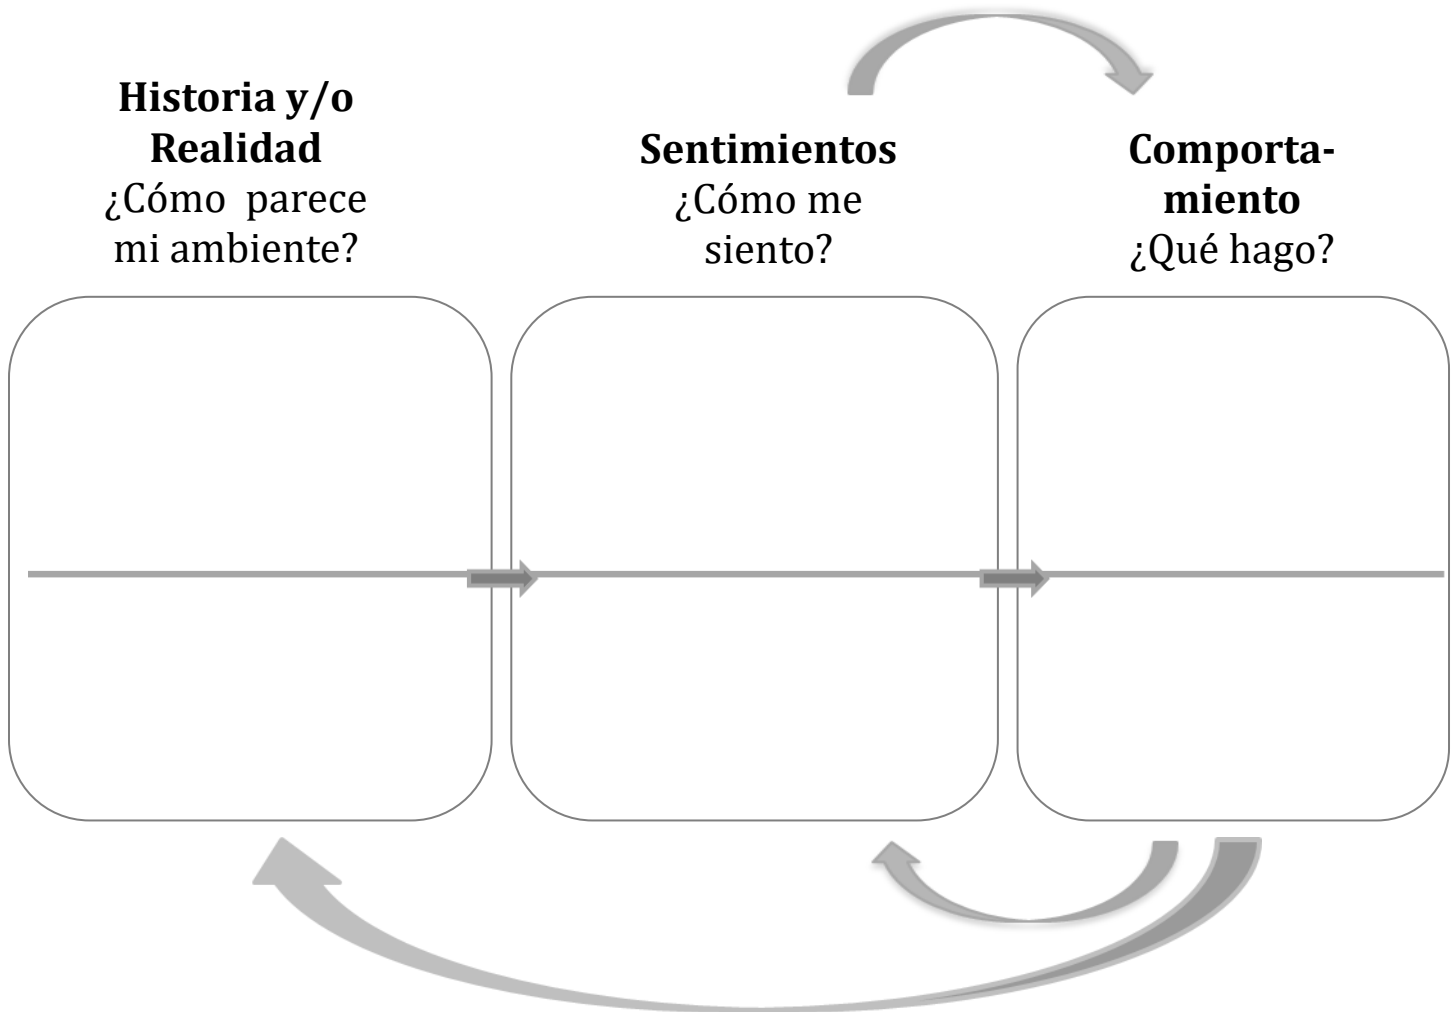 Historia y/o
Realidad
¿Cómo  parece
mi ambiente?
Sentimientos
¿Cómo me
siento?
Comporta-
miento
¿Qué hago?